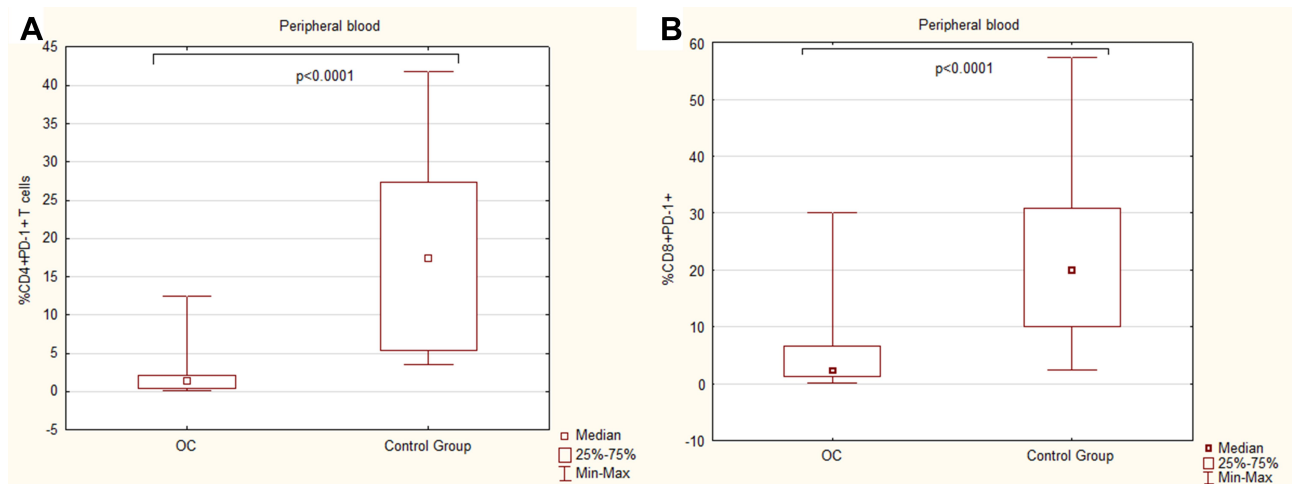 A
Peripheral blood
p<0.0001
%CD4+PD-1+ T cells
45
40
35
30
25
20
15
10
5
0
-5
OC
Control Group
Median
25%-75%
Min-Max
B
Peripheral blood
p<0.0001
%CD8+PD-1+
60
50
40
30
20
10
0
-10
OC
Control Group
Median
25%-75%
Min-Max